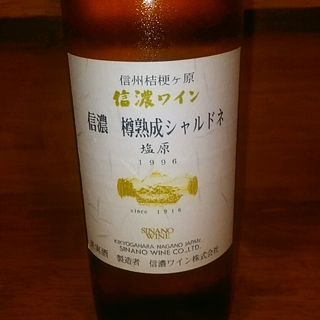 信州桔梗ヶ原
信濃ワイン
信濃 樽熟成シャルドネ
塩原
1996
since 1916
SINANO
WINE
KIKYOGAHARA NAGANO JAPAN.
SINANO WINE CO.,LTD.
果実酒 製造者 信濃ワイン株式会社